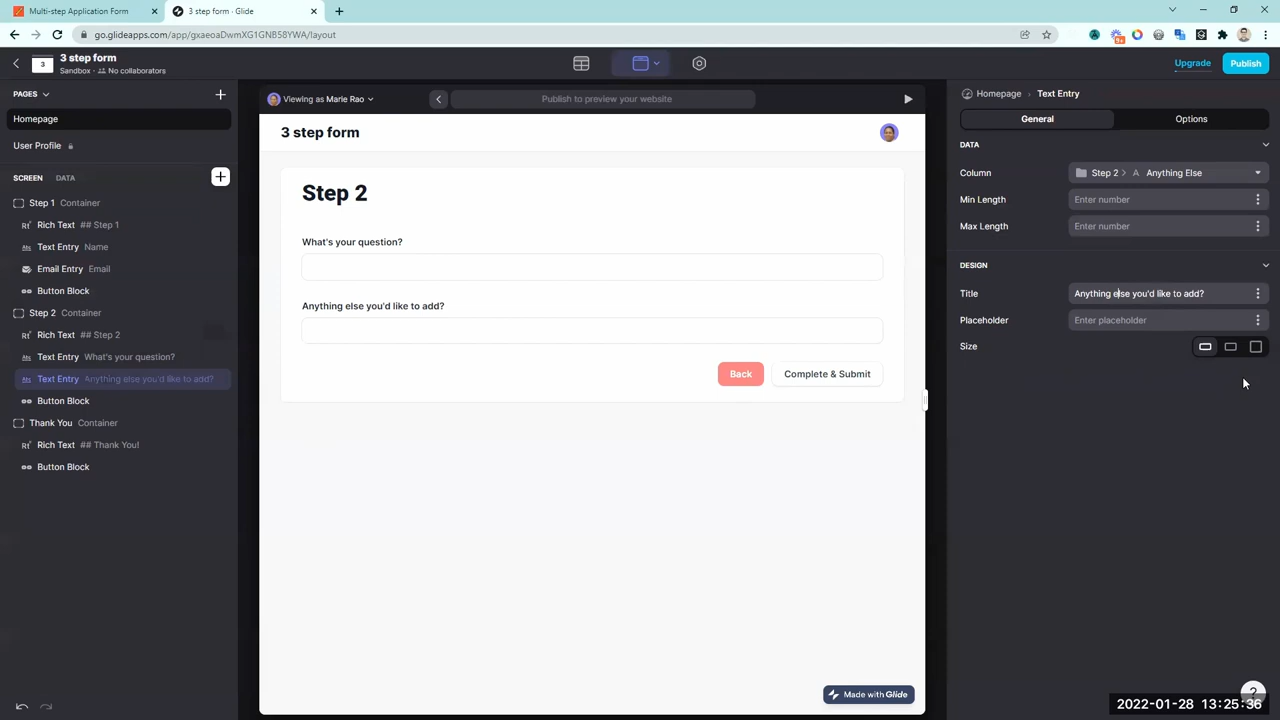 Multi-step Application Form
3 step form - Glide
go.glideapps.com/app/gxaeoaDwmXG1GNB58YWA/layout
3
3 step form
Sandbox · No collaborators
Upgrade
Publish
PAGES
Homepage
User Profile
SCREEN DATA
Step 1 Container
Rich Text ## Step 1
Text Entry Name
Email Entry Email
Button Block
Step 2 Container
Rich Text ## Step 2
Text Entry What's your question?
Text Entry Anything else you'd like to add?
Button Block
Thank You Container
Rich Text ## Thank You!
Button Block
Viewing as Marie Rao
Publish to preview your website
3 step form
Step 2
What's your question?
Anything else you'd like to add?
Back
Complete & Submit
Made with Glide
Homepage › Text Entry
General Options
DATA
Column Step 2 > A Anything Else
Min Length Enter number
Max Length Enter number
DESIGN
Title Anything else you'd like to add?
Placeholder Enter placeholder
Size
?
2022-01-28 13:25:36